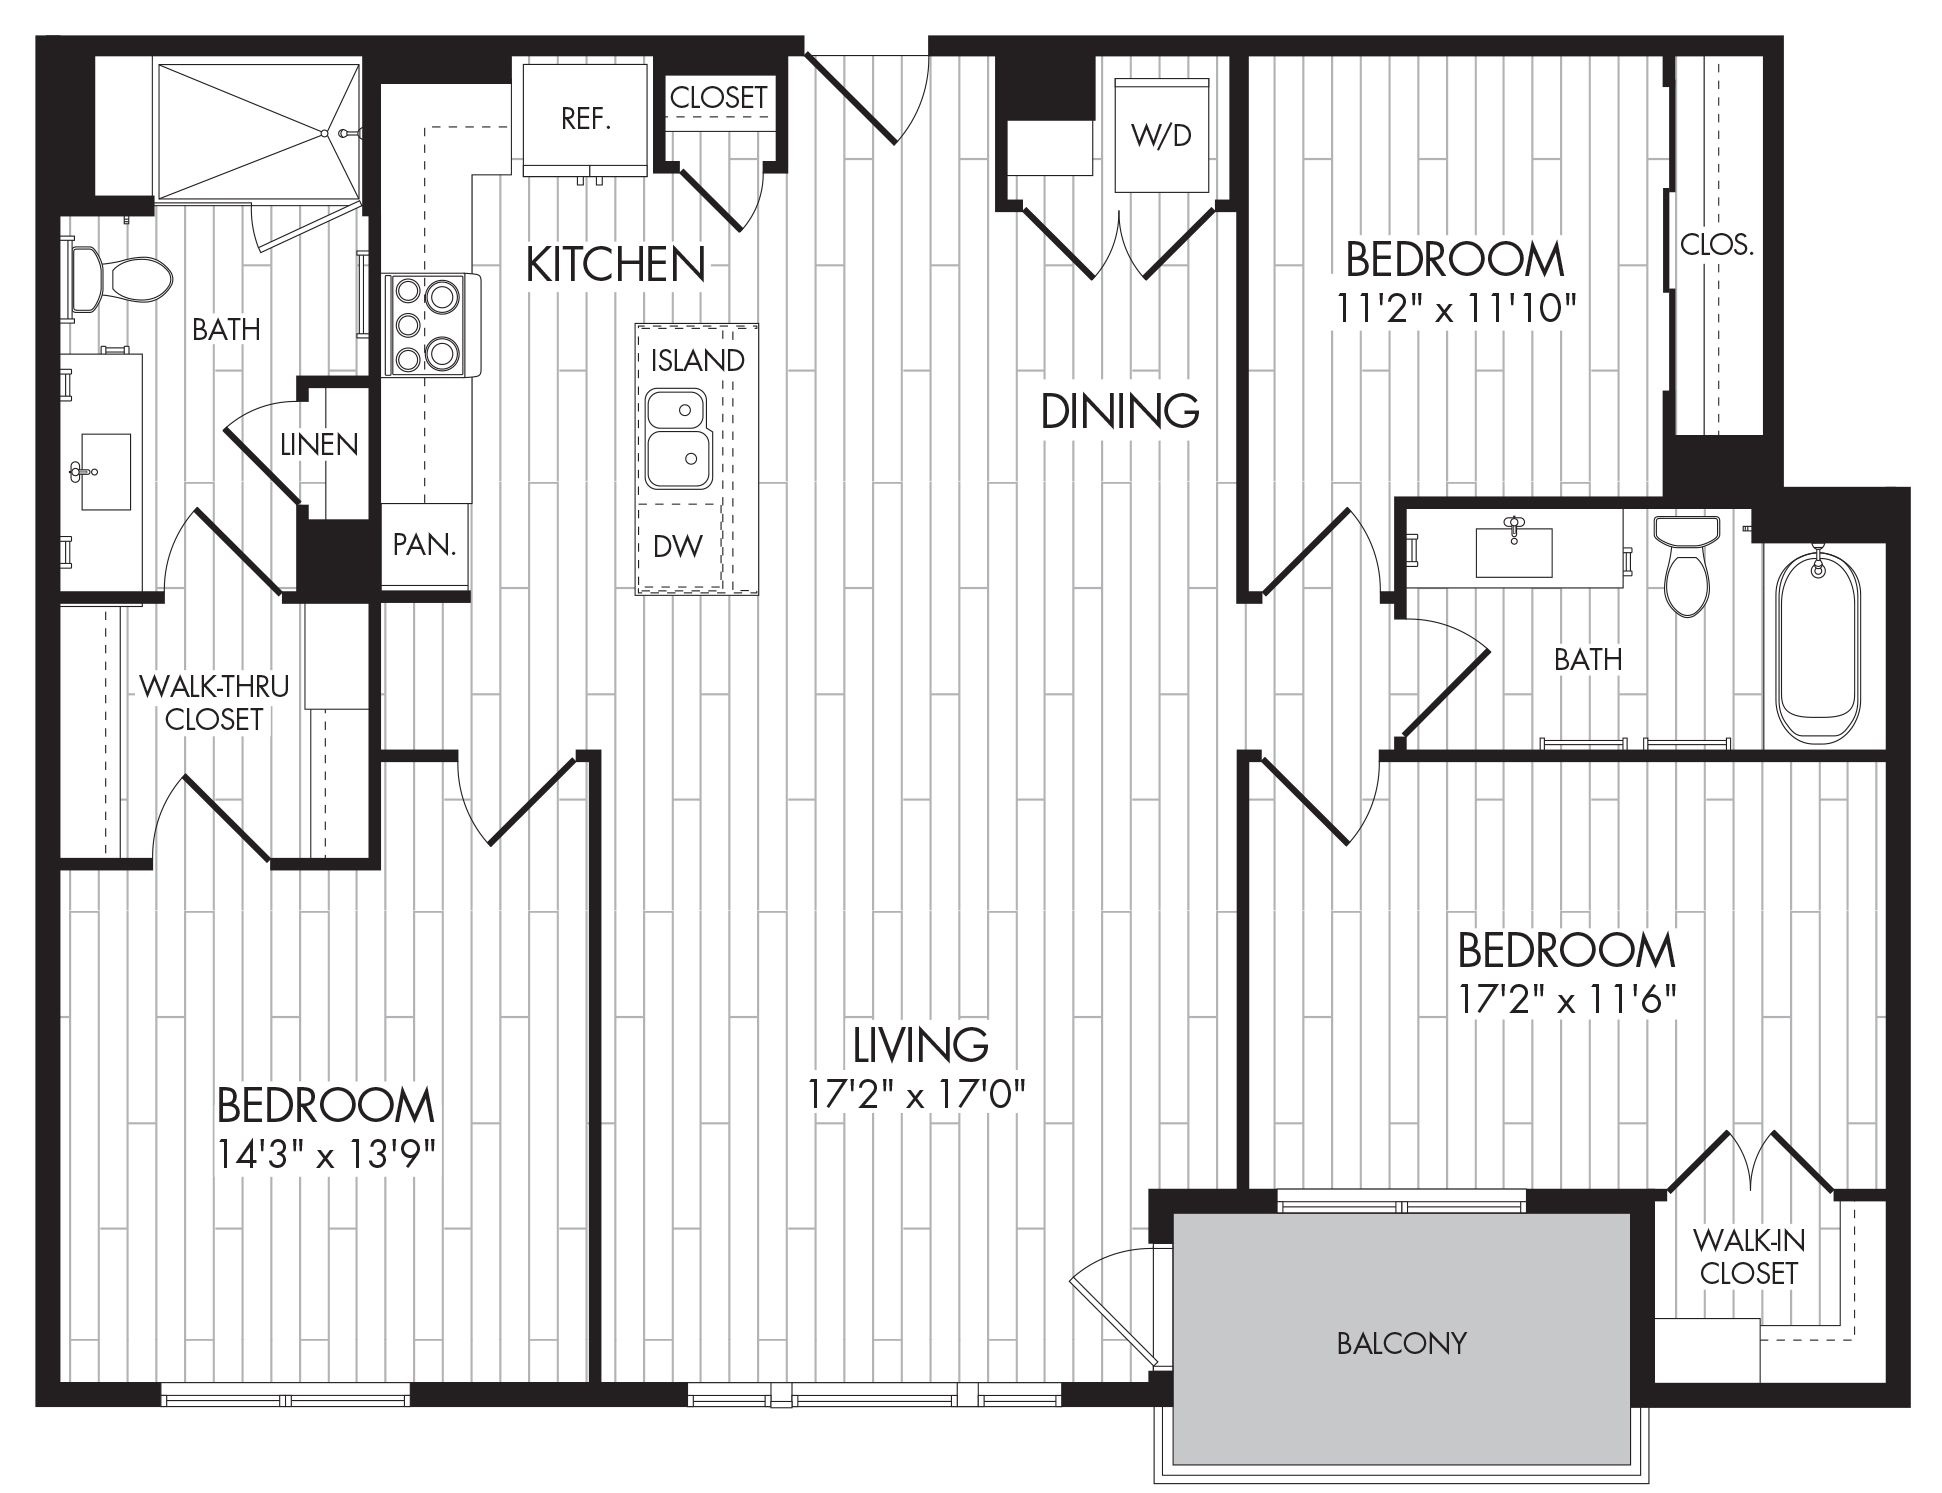 REF.
CLOSET
W/D
KITCHEN
BEDROOM
11'2" x 11'10"
CLOS.
BATH
ISLAND
DINING
LINEN
PAN.
DW
BATH
WALK-THRU
CLOSET
BEDROOM
17'2" x 11'6"
LIVING
17'2" x 17'0"
BEDROOM
14'3" x 13'9"
WALK-IN
CLOSET
BALCONY